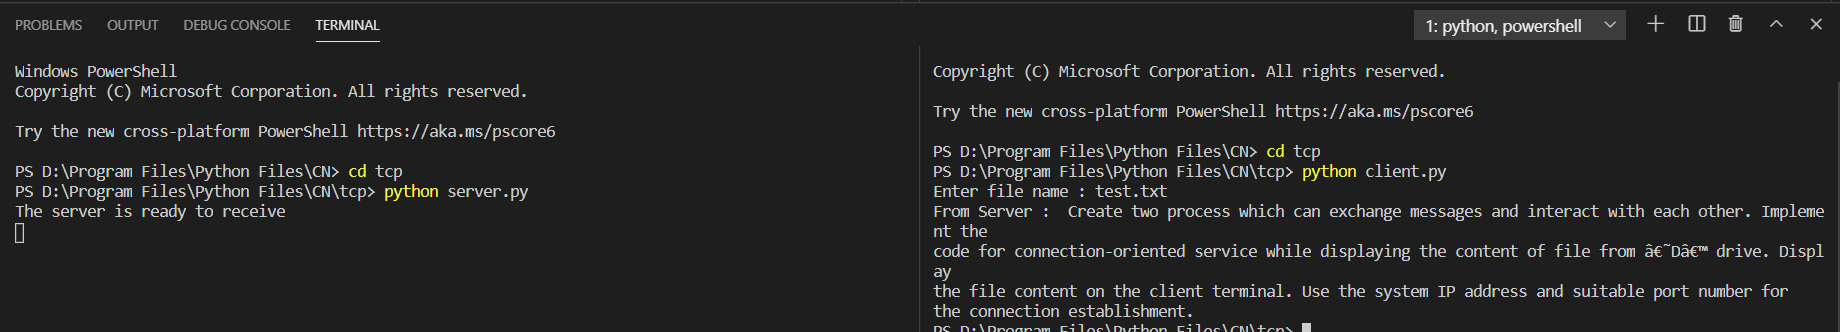 PROBLEMS OUTPUT DEBUG CONSOLE TERMINAL 1: python, powershell
Windows PowerShell
Copyright (C) Microsoft Corporation. All rights reserved.
Try the new cross-platform PowerShell https://aka.ms/pscore6
PS D:\Program Files\Python Files\CN> cd tcp
PS D:\Program Files\Python Files\CN\tcp> python server.py
The server is ready to receive
Copyright (C) Microsoft Corporation. All rights reserved.
Try the new cross-platform PowerShell https://aka.ms/pscore6
PS D:\Program Files\Python Files\CN> cd tcp
PS D:\Program Files\Python Files\CN\tcp> python client.py
Enter file name : test.txt
From Server :  Create two process which can exchange messages and interact with each other. Impleme
nt the
code for connection-oriented service while displaying the content of file from â€˜Dâ€™ drive. Displ
ay
the file content on the client terminal. Use the system IP address and suitable port number for
the connection establishment.
PS D:\Program Files\Python Files\CN\tcp>